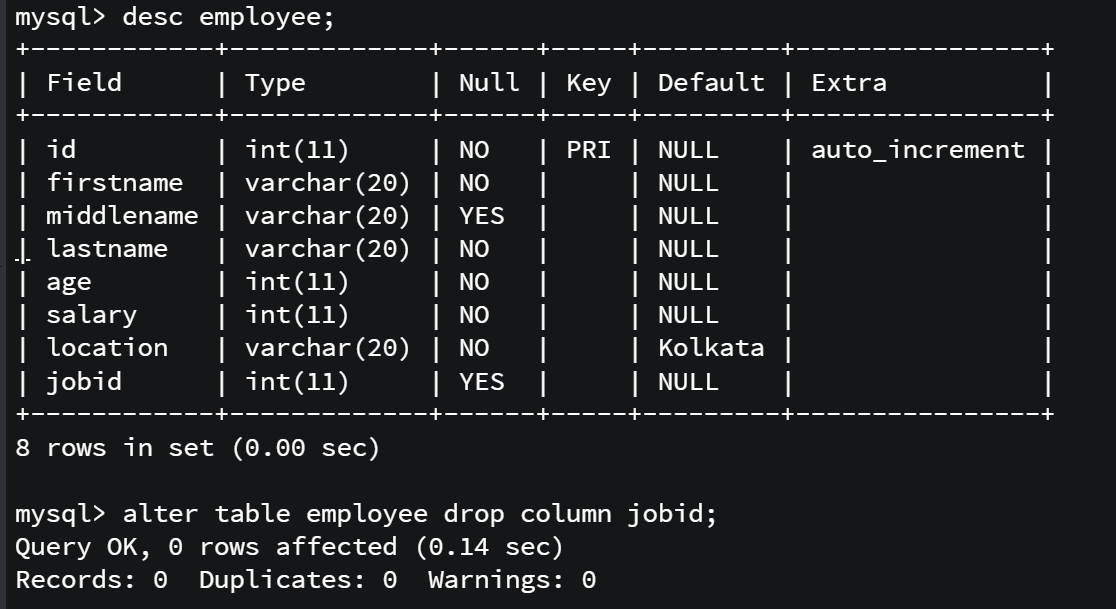 mysql> desc employee;
+------------+-------------+------+-----+---------+----------------+
| Field      | Type        | Null | Key | Default | Extra          |
+------------+-------------+------+-----+---------+----------------+
| id         | int(11)     | NO   | PRI | NULL    | auto_increment |
| firstname  | varchar(20) | NO   |     | NULL    |                |
| middlename | varchar(20) | YES  |     | NULL    |                |
| lastname   | varchar(20) | NO   |     | NULL    |                |
| age        | int(11)     | NO   |     | NULL    |                |
| salary     | int(11)     | NO   |     | NULL    |                |
| location   | varchar(20) | NO   |     | Kolkata |                |
| jobid      | int(11)     | YES  |     | NULL    |                |
+------------+-------------+------+-----+---------+----------------+
8 rows in set (0.00 sec)
mysql> alter table employee drop column jobid;
Query OK, 0 rows affected (0.14 sec)
Records: 0  Duplicates: 0  Warnings: 0